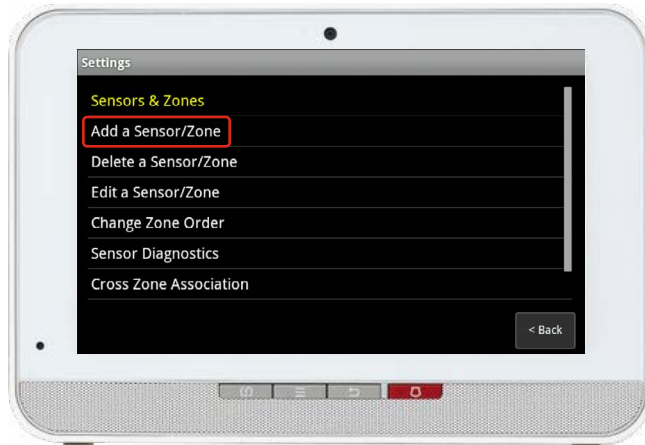 Settings
Sensors & Zones
Add a Sensor/Zone
Delete a Sensor/Zone
Edit a Sensor/Zone
Change Zone Order
Sensor Diagnostics
Cross Zone Association
< Back